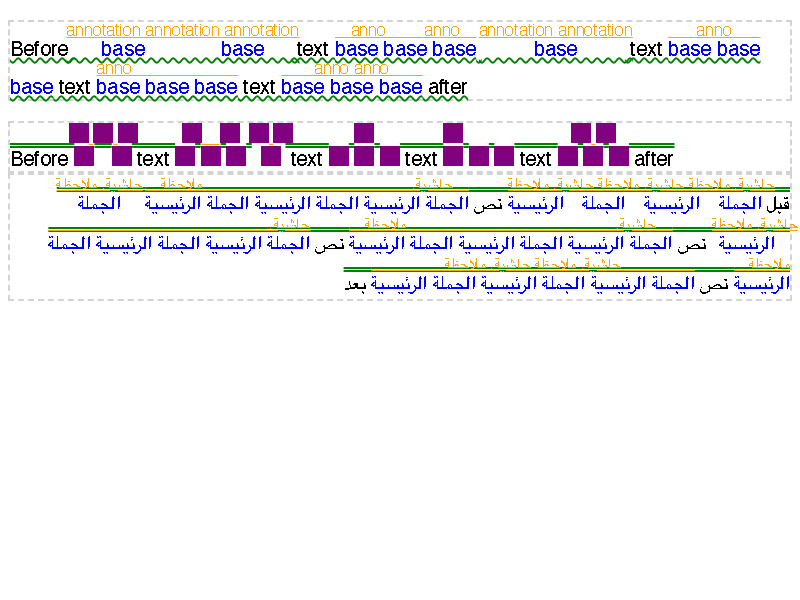 annotation annotation annotation anno anno annotation annotation anno
Before base base text base base base base text base base
anno anno anno
base text base base base text base base base after
Before text text text text after
حاشية ملاحظة حاشية ملاحظة حاشية ملاحظة حاشية ملاحظة حاشية ملاحظة
قبل الجملة الرئيسية الجملة الرئيسية نص الجملة الرئيسية الجملة الرئيسية الجملة الرئيسية الجملة
حاشية ملاحظة حاشية ملاحظة حاشية
الرئيسية نص الجملة الرئيسية الجملة الرئيسية الجملة الرئيسية نص الجملة الرئيسية الجملة الرئيسية الجملة
ملاحظة حاشية ملاحظة حاشية ملاحظة
الرئيسية نص الجملة الرئيسية الجملة الرئيسية الجملة الرئيسية بعد